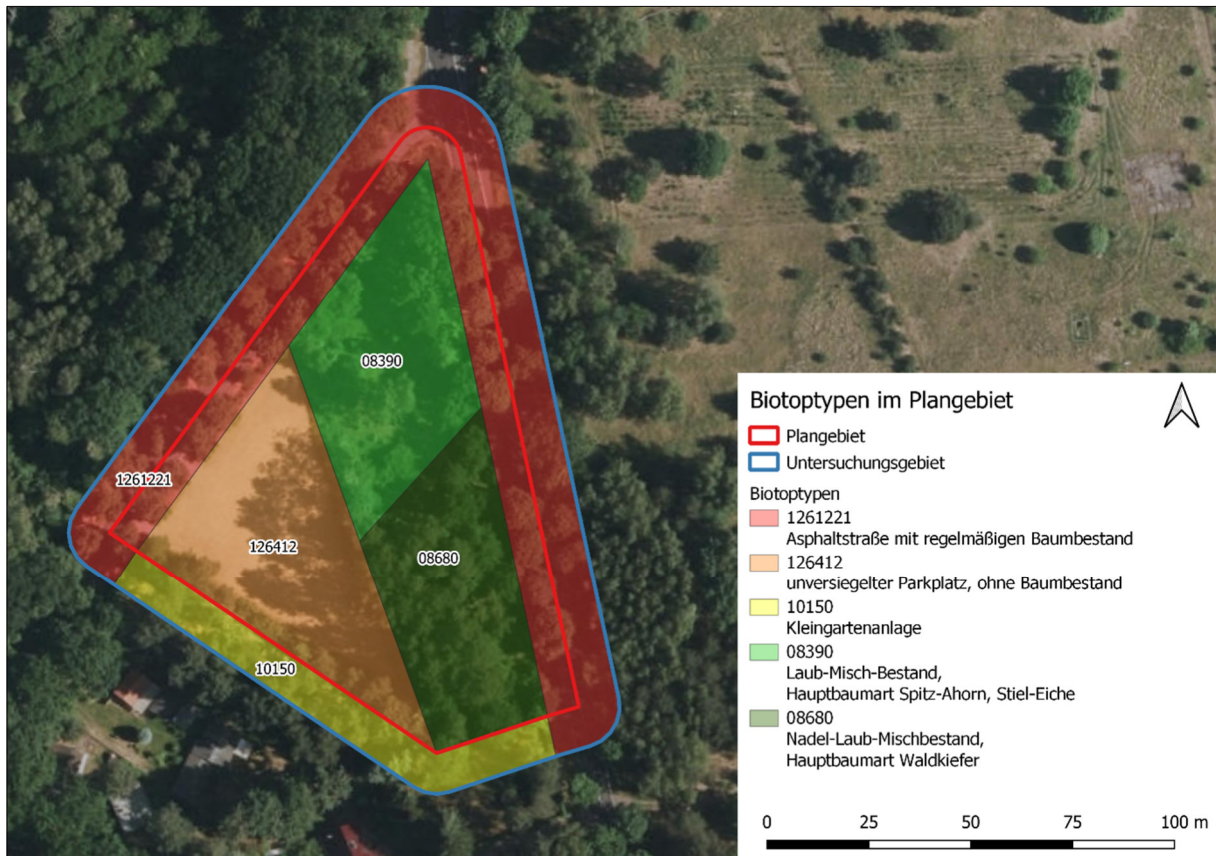 08390
1261221
126412
08680
10150
Biotoptypen im Plangebiet
Plangebiet
Untersuchungsgebiet
Biotoptypen
1261221
Asphaltstraße mit regelmäßigen Baumbestand
126412
unversiegelter Parkplatz, ohne Baumbestand
10150
Kleingartenanlage
08390
Laub-Misch-Bestand,
Hauptbaumart Spitz-Ahorn, Stiel-Eiche
08680
Nadel-Laub-Mischbestand,
Hauptbaumart Waldkiefer
0 25 50 75 100 m